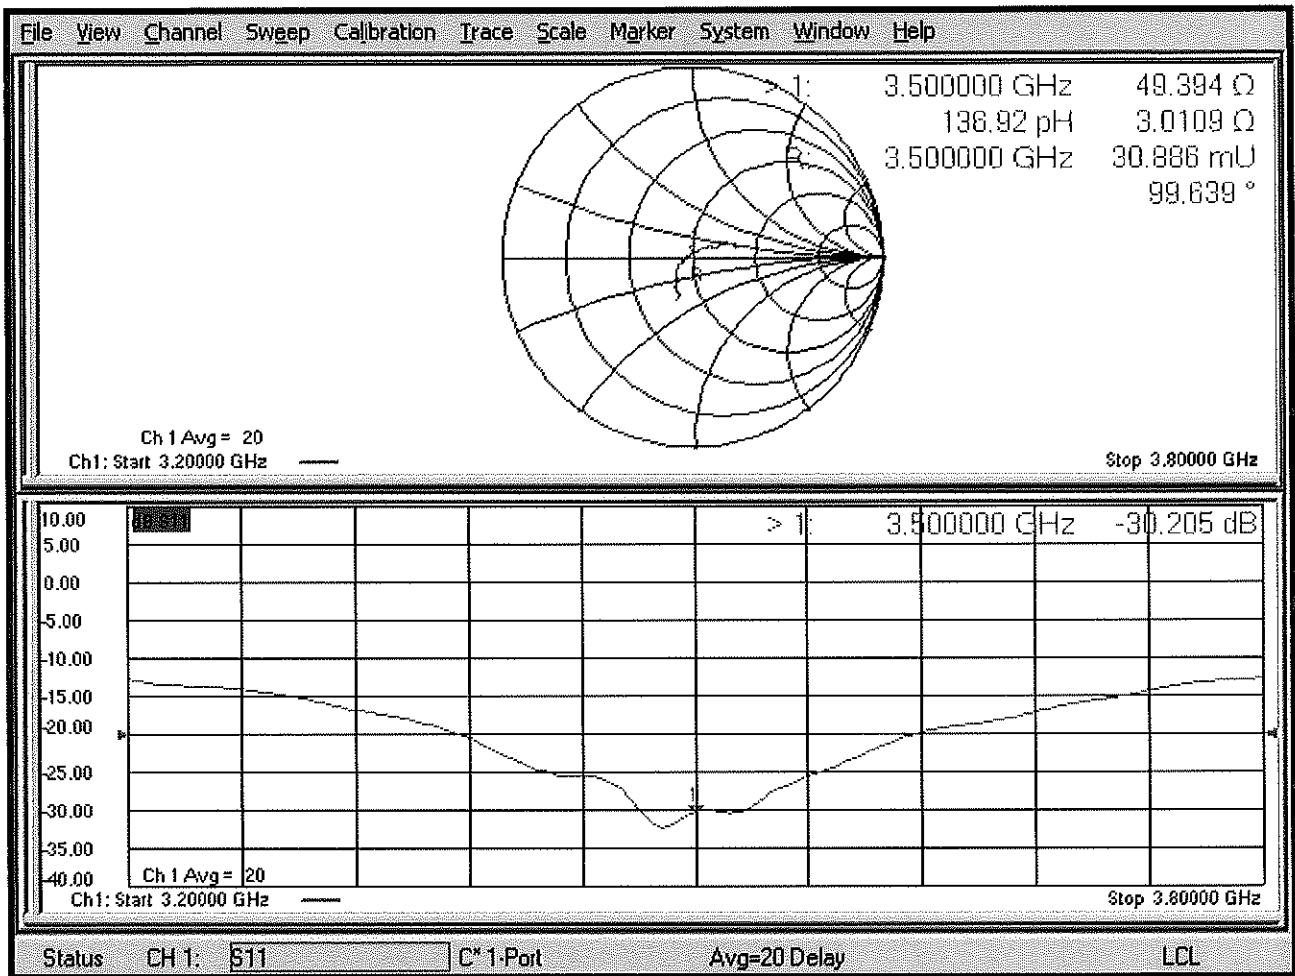 File View Channel Sweep Calibration Trace Scale Marker System Window Help
> 1: 3.500000 GHz 49.394 Ω
136.92 pH 3.0109 Ω
3.500000 GHz 30.886 mU
99.639 °
Ch 1 Avg = 20
Ch1: Start 3.20000 GHz
Stop 3.80000 GHz
10.00
dB S11
> 1: 3.500000 GHz -30.205 dB
5.00
0.00
-5.00
-10.00
-15.00
-20.00
-25.00
-30.00
1
-35.00
-40.00
Ch 1 Avg = 20
Ch1: Start 3.20000 GHz
Stop 3.80000 GHz
Status CH 1: S11 C* 1-Port Avg=20 Delay LCL